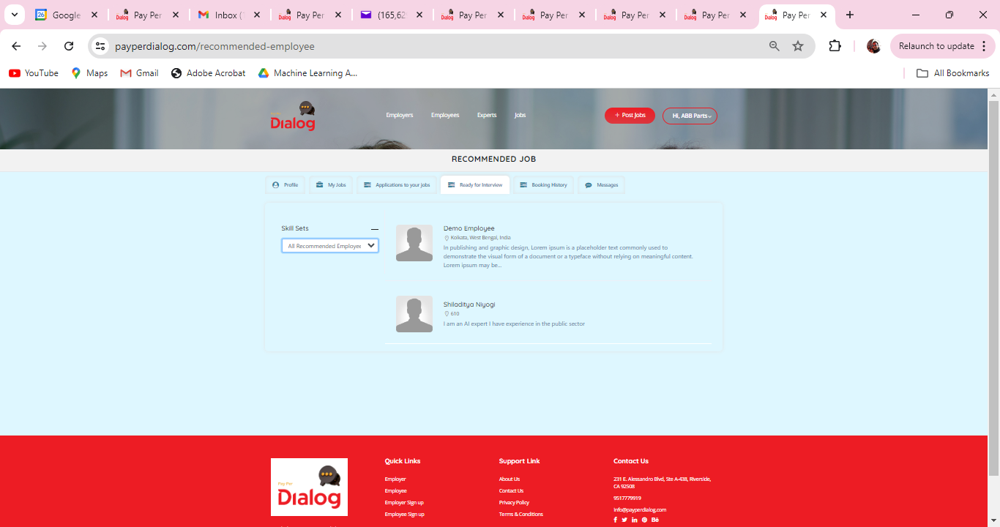 Google
Pay Per
Inbox (
Pay Per
(165,62
Pay Per
Pay Per
Pay Per
Pay Per
Pay Per
payperdialog.com/recommended-employee
Relaunch to update
YouTube
Maps
Gmail
Adobe Acrobat
Machine Learning A...
All Bookmarks
Dialog
Employers
Employees
Experts
Jobs
+ Post Jobs
Hi, ABB Parts
RECOMMENDED JOB
Profile
My Jobs
Applications to your jobs
Ready for Interview
Booking History
Messages
Skill Sets
All Recommended Employee
Demo Employee
Kolkata, West Bengal, India
In publishing and graphic design, Lorem ipsum is a placeholder text commonly used to
demonstrate the visual form of a document or a typeface without relying on meaningful content.
Lorem ipsum may be...
Shiladitya Niyogi
610
I am an AI expert I have experience in the public sector
Pay Per
Dialog
Quick Links
Employer
Employee
Employer Sign up
Employee Sign up
Support Link
About Us
Contact Us
Privacy Policy
Terms & Conditions
Contact Us
231 E. Alessandro Blvd, Ste A-438, Riverside,
CA 92508
9517779919
info@payperdialog.com